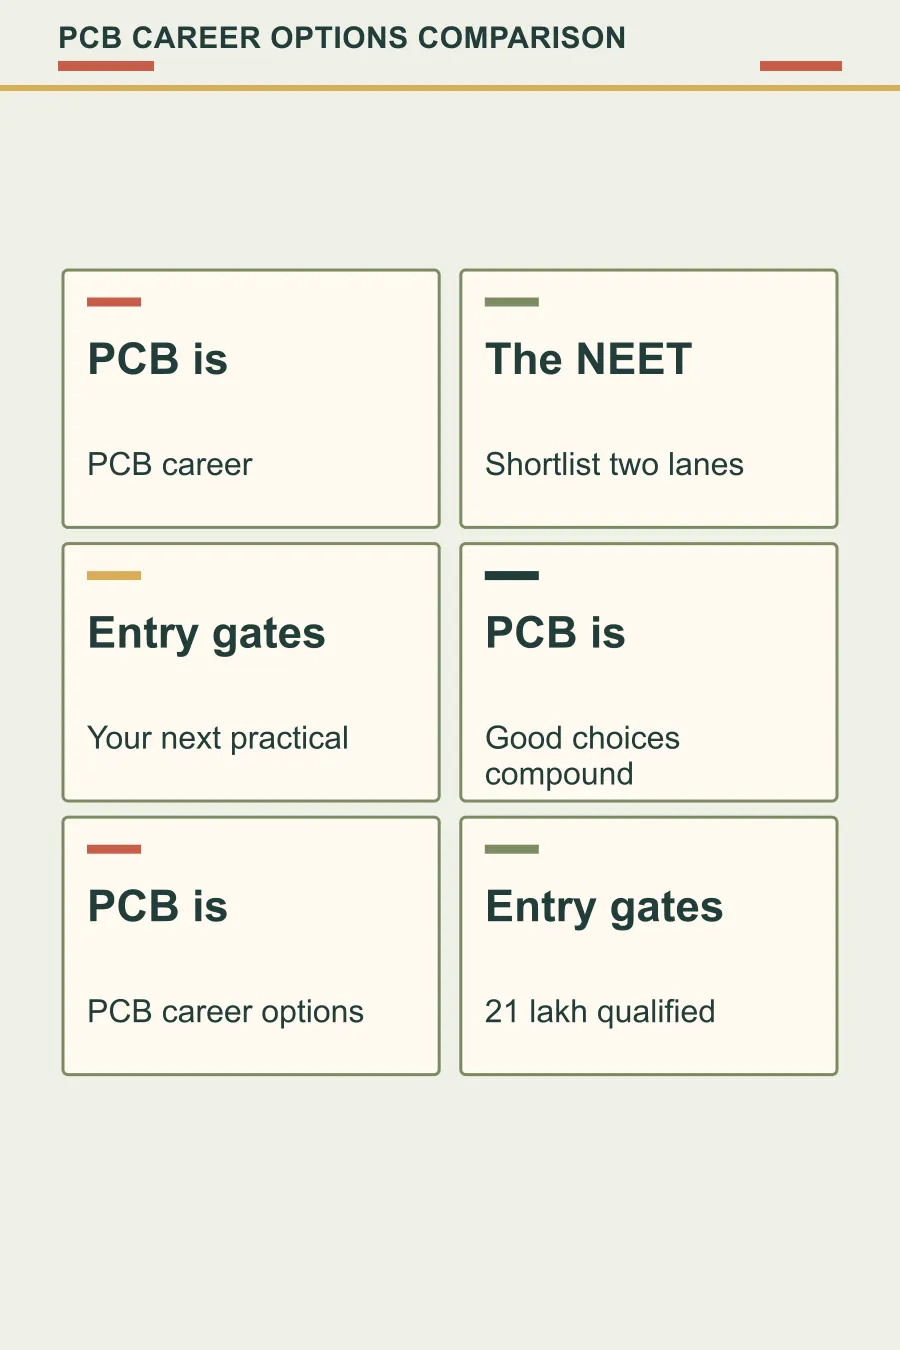 PCB CAREER OPTIONS COMPARISON
PCB is
PCB career
The NEET
Shortlist two lanes
Entry gates
Your next practical
PCB is
Good choices
compound
PCB is
PCB career options
Entry gates
21 lakh qualified